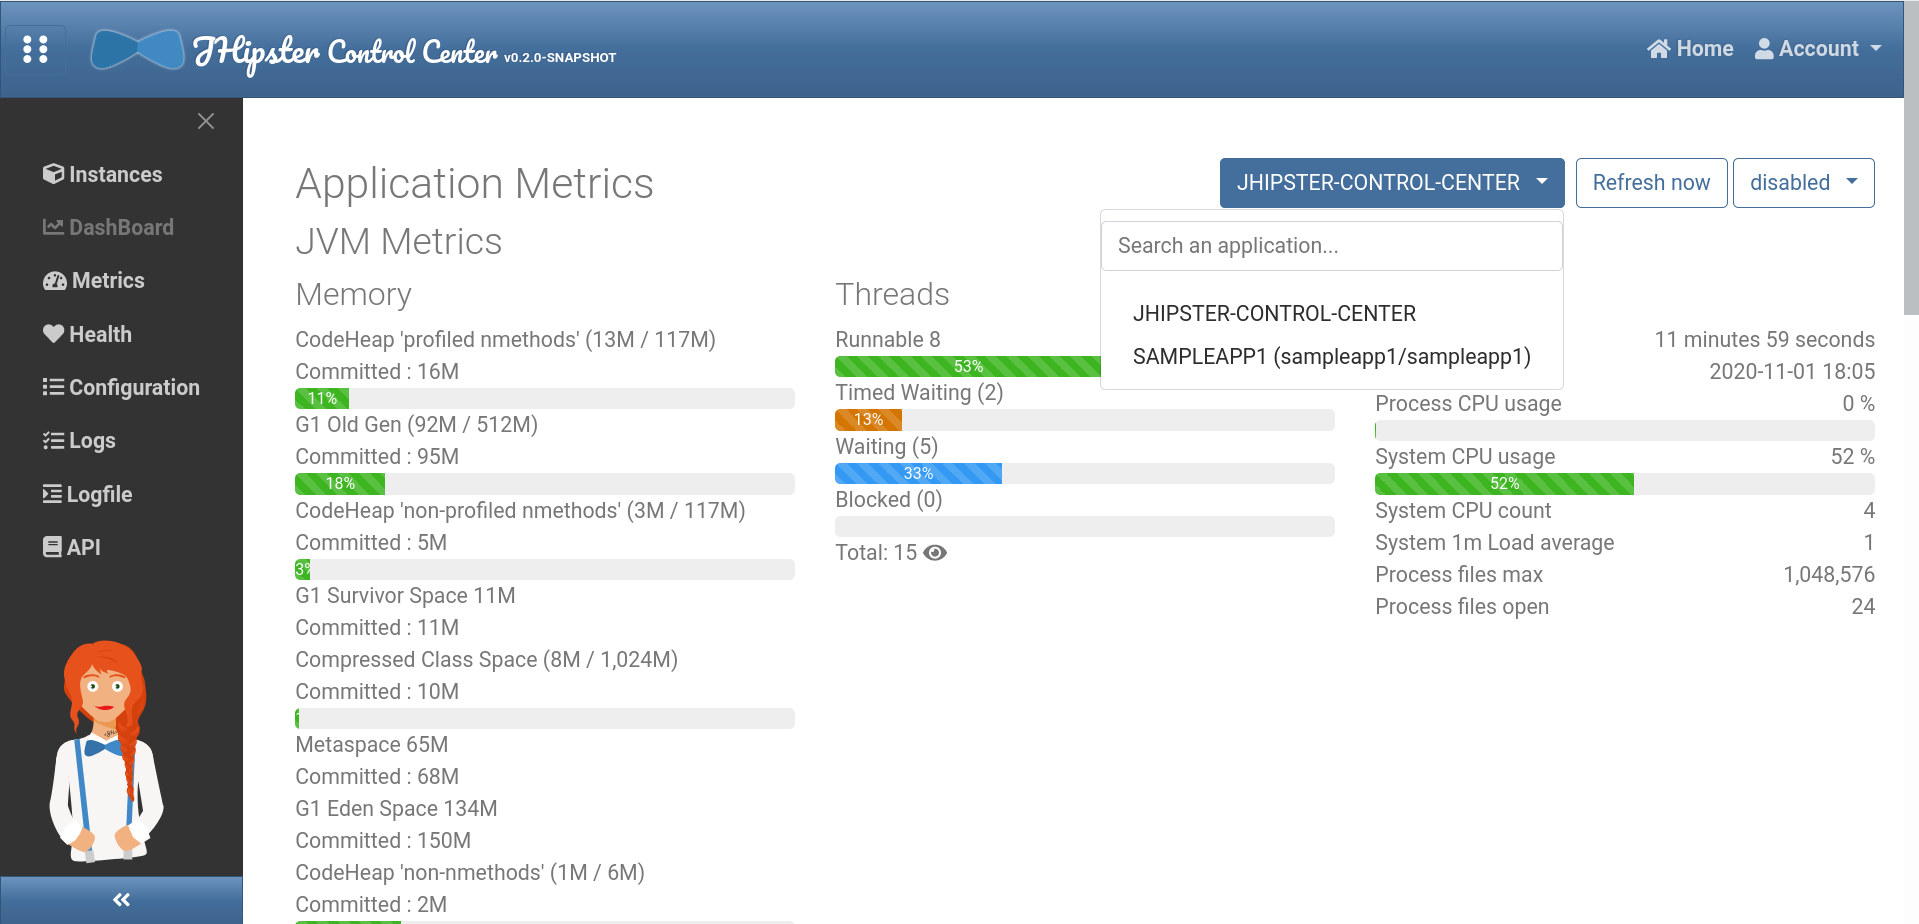 JHipster Control Center v0.2.0-SNAPSHOT
Home
Account
Instances
DashBoard
Metrics
Health
Configuration
Logs
Logfile
API
Application Metrics
JHIPSTER-CONTROL-CENTER
Refresh now
disabled
Search an application...
JHIPSTER-CONTROL-CENTER
SAMPLEAPP1 (sampleapp1/sampleapp1)
JVM Metrics
Memory
CodeHeap 'profiled nmethods' (13M / 117M)
Committed : 16M
11%
G1 Old Gen (92M / 512M)
Committed : 95M
18%
CodeHeap 'non-profiled nmethods' (3M / 117M)
Committed : 5M
3%
G1 Survivor Space 11M
Committed : 11M
Compressed Class Space (8M / 1,024M)
Committed : 10M
Metaspace 65M
Committed : 68M
G1 Eden Space 134M
Committed : 150M
CodeHeap 'non-nmethods' (1M / 6M)
Committed : 2M
Threads
Runnable 8
53%
Timed Waiting (2)
13%
Waiting (5)
33%
Blocked (0)
Total: 15
11 minutes 59 seconds
2020-11-01 18:05
Process CPU usage 0 %
System CPU usage 52 %
52%
System CPU count 4
System 1m Load average 1
Process files max 1,048,576
Process files open 24